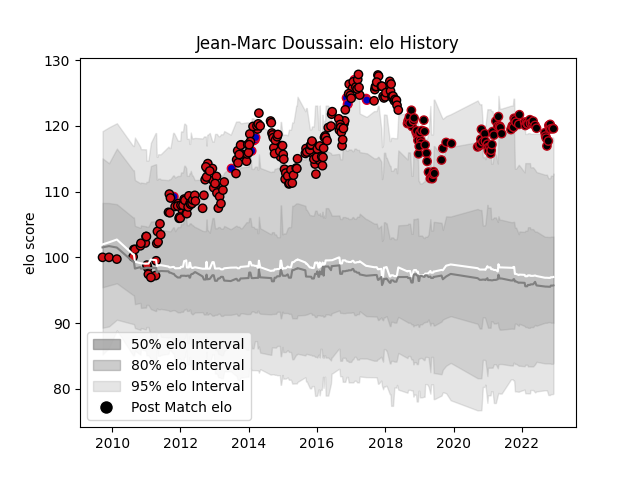 Jean-Marc Doussain: elo History
130
120
110
100
90
80
elo score
50% elo Interval
80% elo Interval
95% elo Interval
Post Match elo
2010 2012 2014 2016 2018 2020 2022